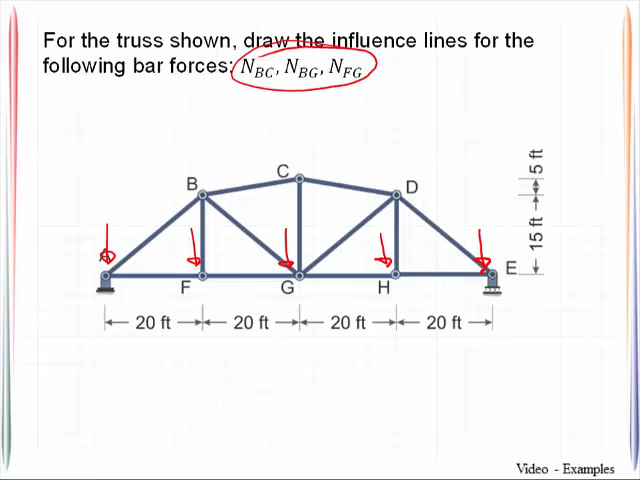 For the truss shown, draw the influence lines for the
following bar forces: N_BC, N_BG, N_FG
C
5 ft
B
D
15 ft
A
E
F
G
H
20 ft
20 ft
20 ft
20 ft
Video - Examples